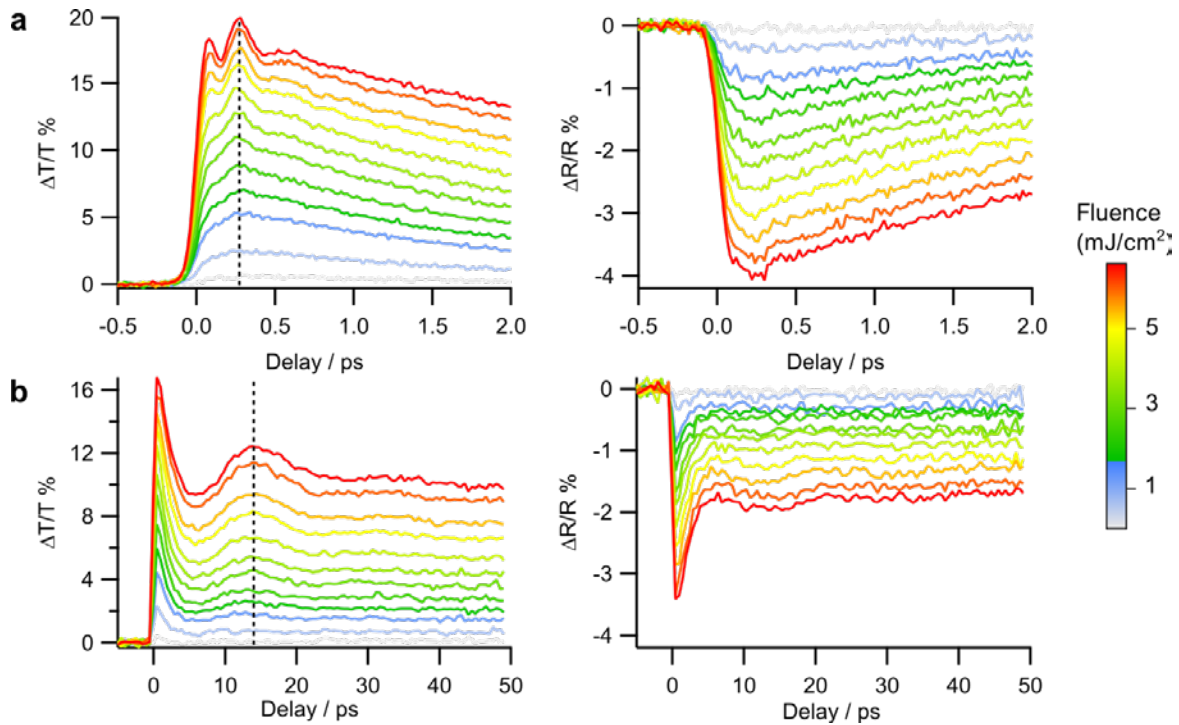 a
ΔT/T %
20
15
10
5
0
-0.5 0.0 0.5 1.0 1.5 2.0
Delay / ps
ΔR/R %
0
-1
-2
-3
-4
-0.5 0.0 0.5 1.0 1.5 2.0
Delay / ps
b
ΔT/T %
16
12
8
4
0
0 10 20 30 40 50
Delay / ps
ΔR/R %
0
-1
-2
-3
-4
0 10 20 30 40 50
Delay / ps
Fluence
(mJ/cm²)
5
3
1